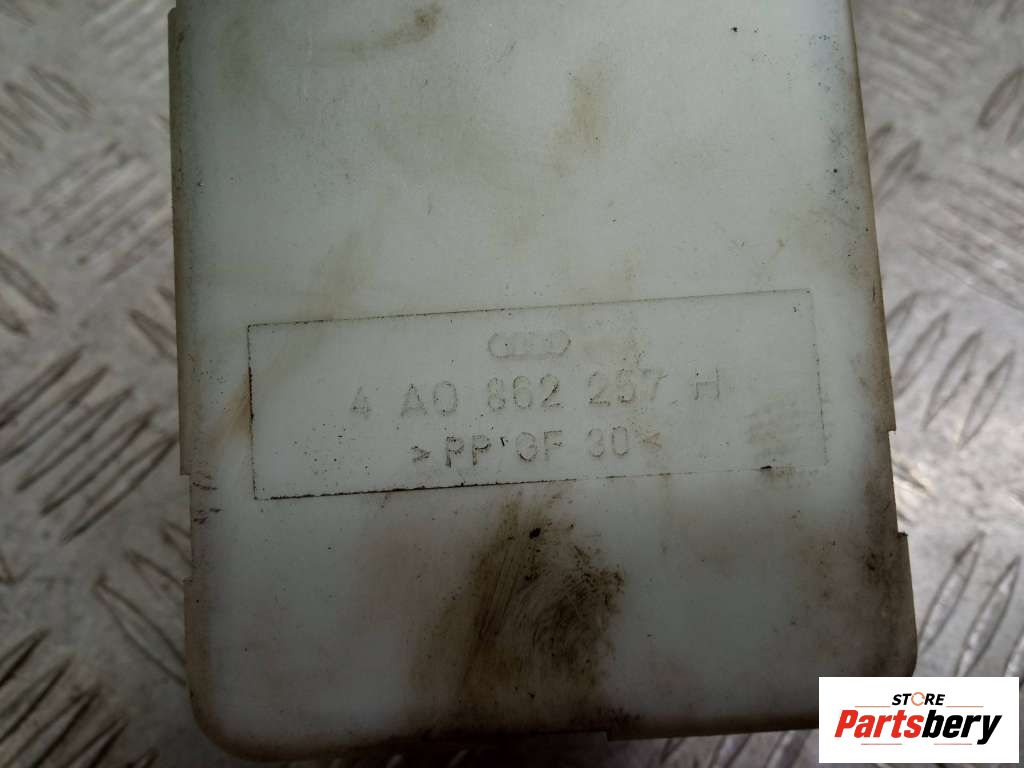 4 A0 862 257 H
>PP GF 30<
STORE
Partsbery